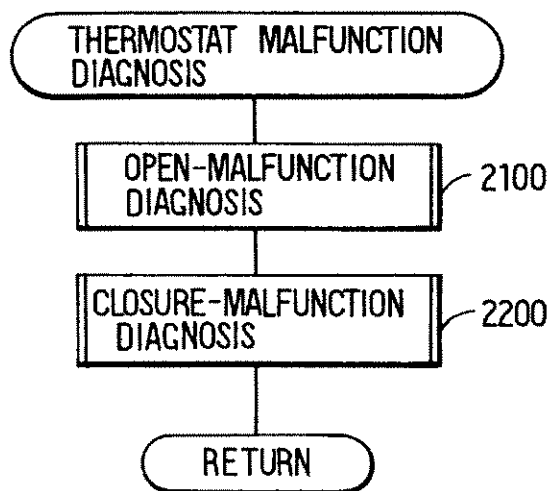 THERMOSTAT MALFUNCTION
DIAGNOSIS
OPEN-MALFUNCTION
DIAGNOSIS
2100
CLOSURE-MALFUNCTION
DIAGNOSIS
2200
RETURN